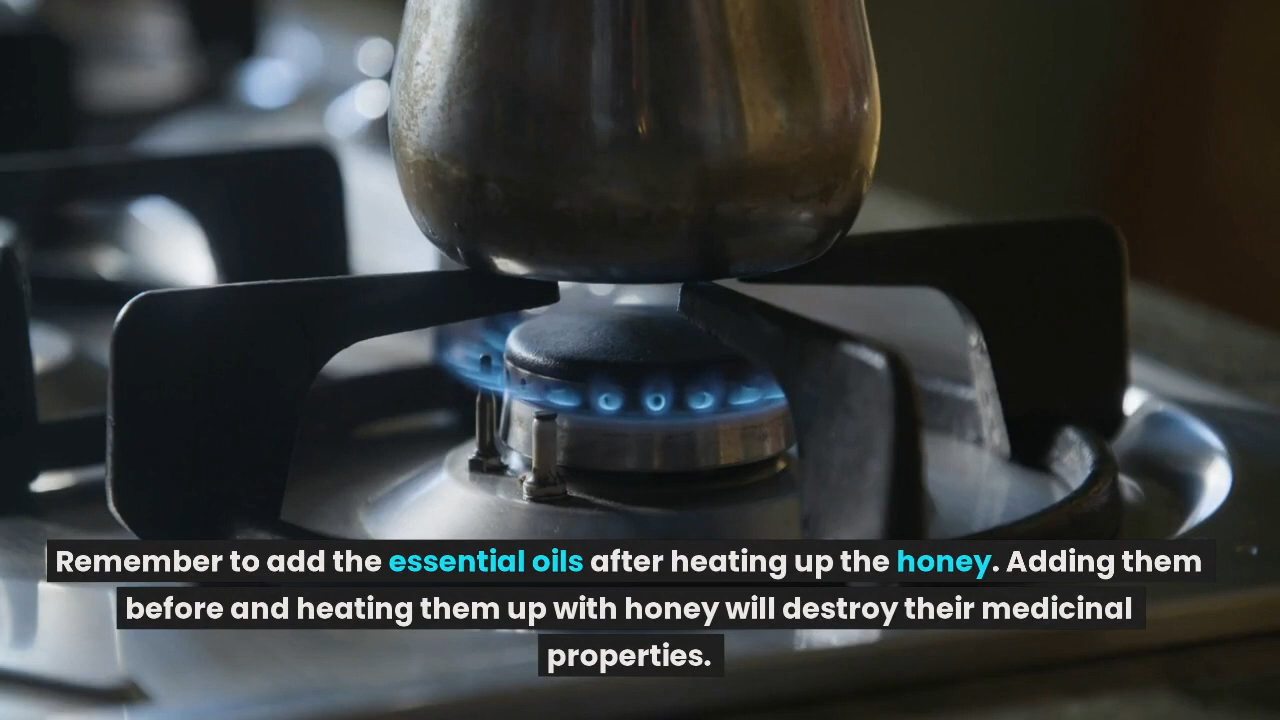 Remember to add the essential oils after heating up the honey. Adding them
before and heating them up with honey will destroy their medicinal
properties.